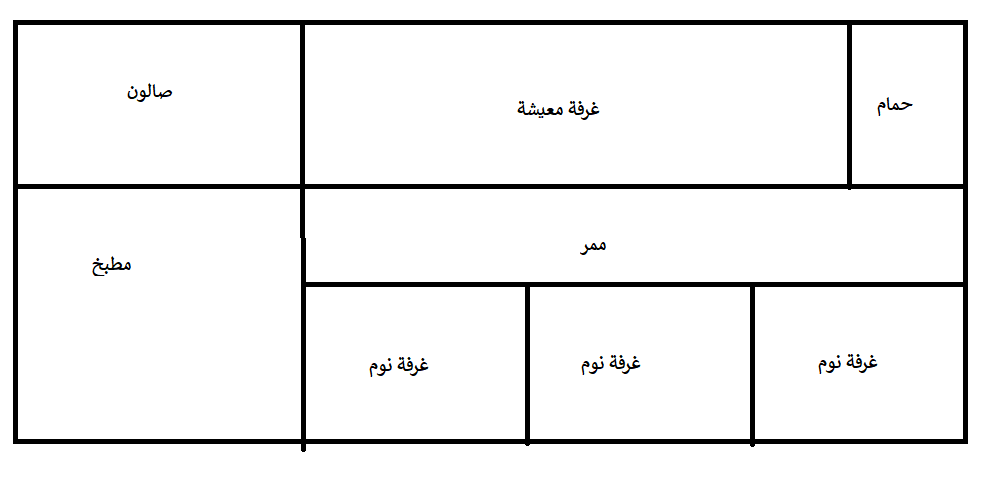 حمام
غرفة معيشة
صالون
ممر
مطبخ
غرفة نوم
غرفة نوم
غرفة نوم